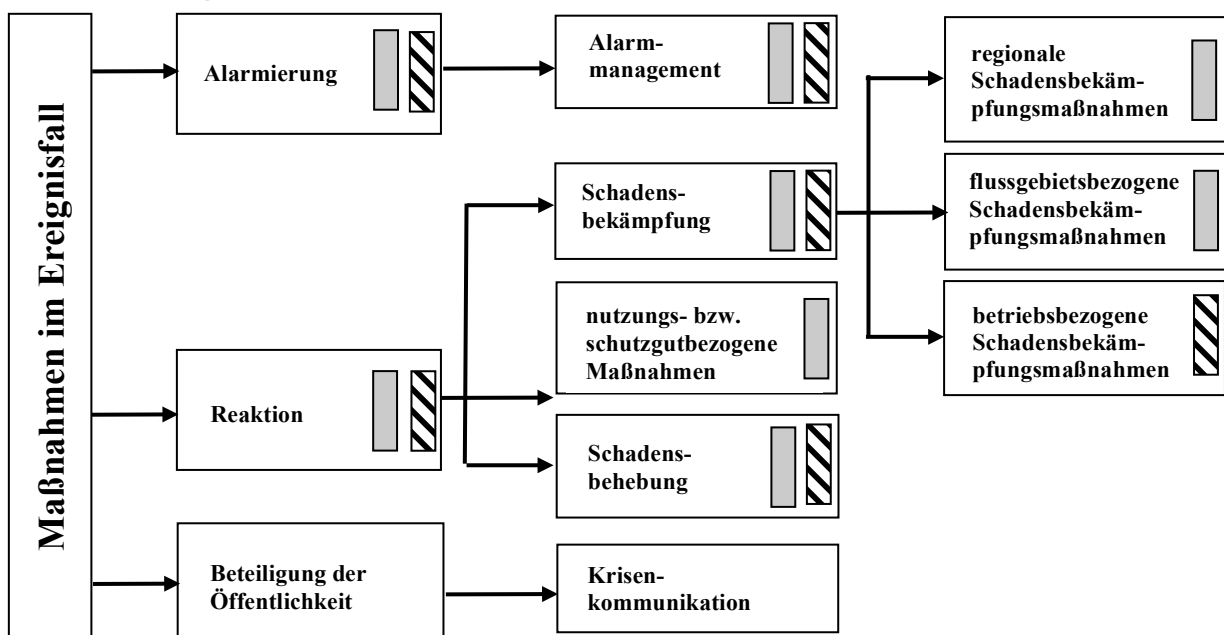 Maßnahmen im Ereignisfall
Alarmierung
Alarm-
management
regionale
Schadensbekäm-
pfungsmaßnahmen
Schadens-
bekämpfung
flussgebietsbezogene
Schadensbekäm-
pfungsmaßnahmen
nutzungs- bzw.
schutzgutbezogene
Maßnahmen
betriebsbezogene
Schadensbekäm-
pfungsmaßnahmen
Reaktion
Schadens-
behebung
Beteiligung der
Öffentlichkeit
Krisen-
kommunikation